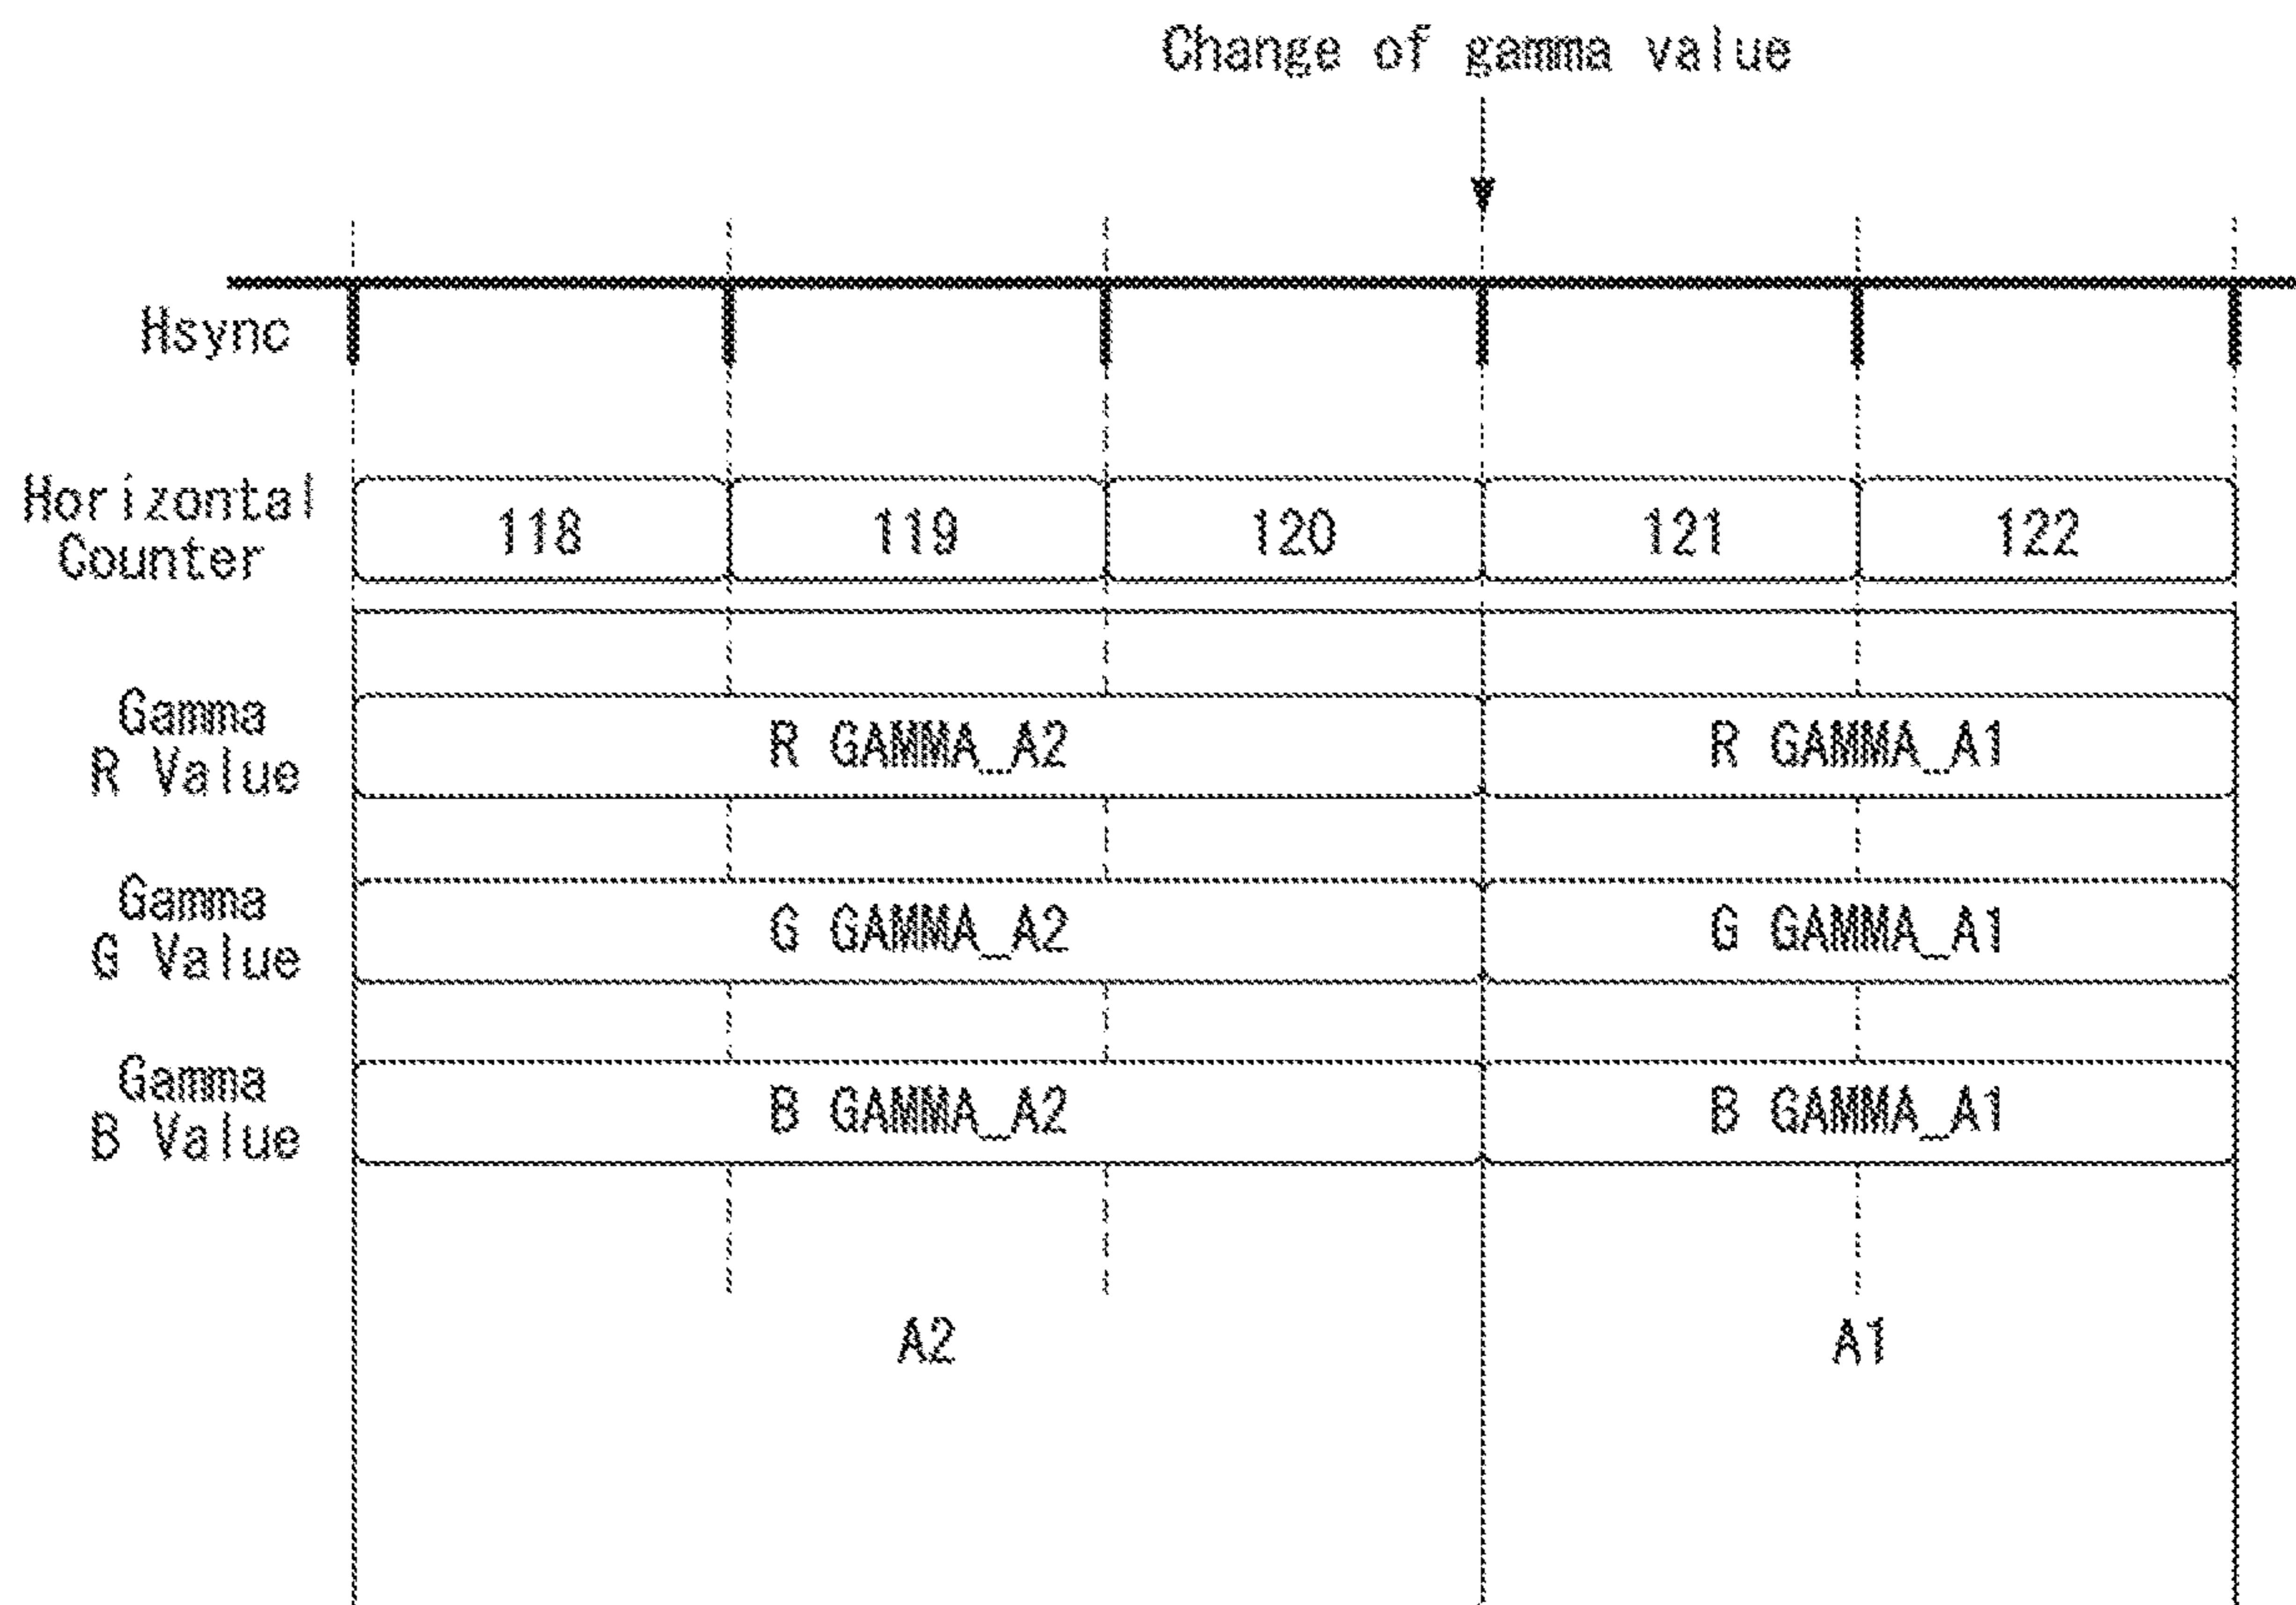 Change of gamma value
Hsync
Horizontal
Counter
118 119 120 121 122
Gamma
R Value
R GAMMA_A2 R GAMMA_A1
Gamma
G Value
G GAMMA_A2 G GAMMA_A1
Gamma
B Value
B GAMMA_A2 B GAMMA_A1
A2 A1